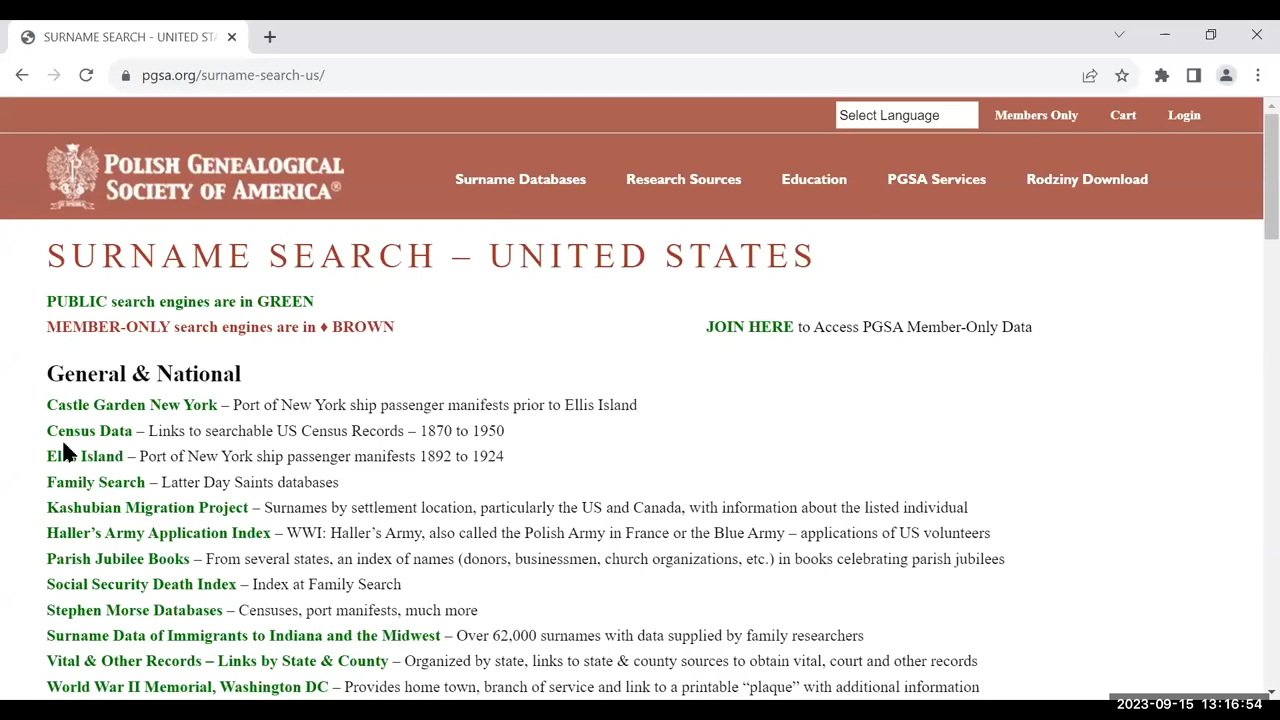 SURNAME SEARCH - UNITED ST
pgsa.org/surname-search-us/
Select Language
Members Only
Cart
Login
POLISH GENEALOGICAL
SOCIETY OF AMERICA®
Surname Databases
Research Sources
Education
PGSA Services
Rodziny Download
SURNAME SEARCH – UNITED STATES
PUBLIC search engines are in GREEN
MEMBER-ONLY search engines are in ♦ BROWN
JOIN HERE to Access PGSA Member-Only Data
General & National
Castle Garden New York – Port of New York ship passenger manifests prior to Ellis Island
Census Data – Links to searchable US Census Records – 1870 to 1950
Ellis Island – Port of New York ship passenger manifests 1892 to 1924
Family Search – Latter Day Saints databases
Kashubian Migration Project – Surnames by settlement location, particularly the US and Canada, with information about the listed individual
Haller’s Army Application Index – WWI: Haller’s Army, also called the Polish Army in France or the Blue Army – applications of US volunteers
Parish Jubilee Books – From several states, an index of names (donors, businessmen, church organizations, etc.) in books celebrating parish jubilees
Social Security Death Index – Index at Family Search
Stephen Morse Databases – Censuses, port manifests, much more
Surname Data of Immigrants to Indiana and the Midwest – Over 62,000 surnames with data supplied by family researchers
Vital & Other Records – Links by State & County – Organized by state, links to state & county sources to obtain vital, court and other records
World War II Memorial, Washington DC – Provides home town, branch of service and link to a printable “plaque” with additional information
2023-09-15 13:16:54